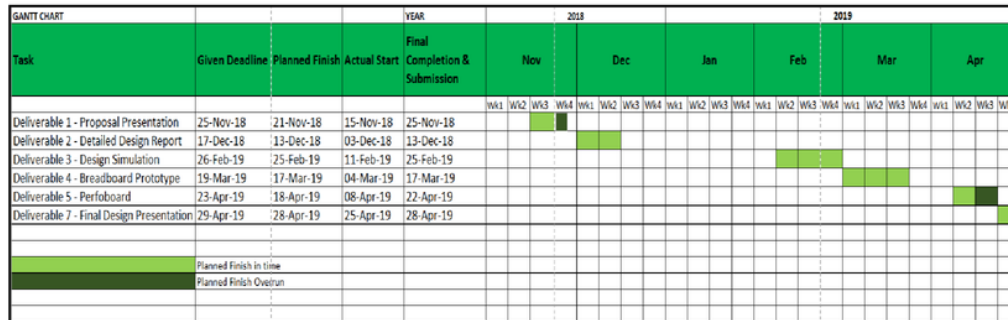 GANTT CHART YEAR 2018 2019
Task Given Deadline Planned Finish Actual Start Final Completion & Submission Nov Dec Jan Feb Mar Apr
Wk1 Wk2 Wk3 Wk4 Wk1 Wk2 Wk3 Wk4 Wk1 Wk2 Wk3 Wk4 Wk1 Wk2 Wk3 Wk4 Wk1 Wk2 Wk3 Wk4 Wk1 Wk2 Wk3
Deliverable 1 - Proposal Presentation 25-Nov-18 21-Nov-18 15-Nov-18 25-Nov-18
Deliverable 2 - Detailed Design Report 17-Dec-18 13-Dec-18 03-Dec-18 13-Dec-18
Deliverable 3 - Design Simulation 26-Feb-19 25-Feb-19 11-Feb-19 25-Feb-19
Deliverable 4 - Breadboard Prototype 19-Mar-19 17-Mar-19 04-Mar-19 17-Mar-19
Deliverable 5 - Perfoboard 23-Apr-19 18-Apr-19 08-Apr-19 22-Apr-19
Deliverable 7 - Final Design Presentation 29-Apr-19 28-Apr-19 25-Apr-19 28-Apr-19
Planned Finish in time
Planned Finish Overrun